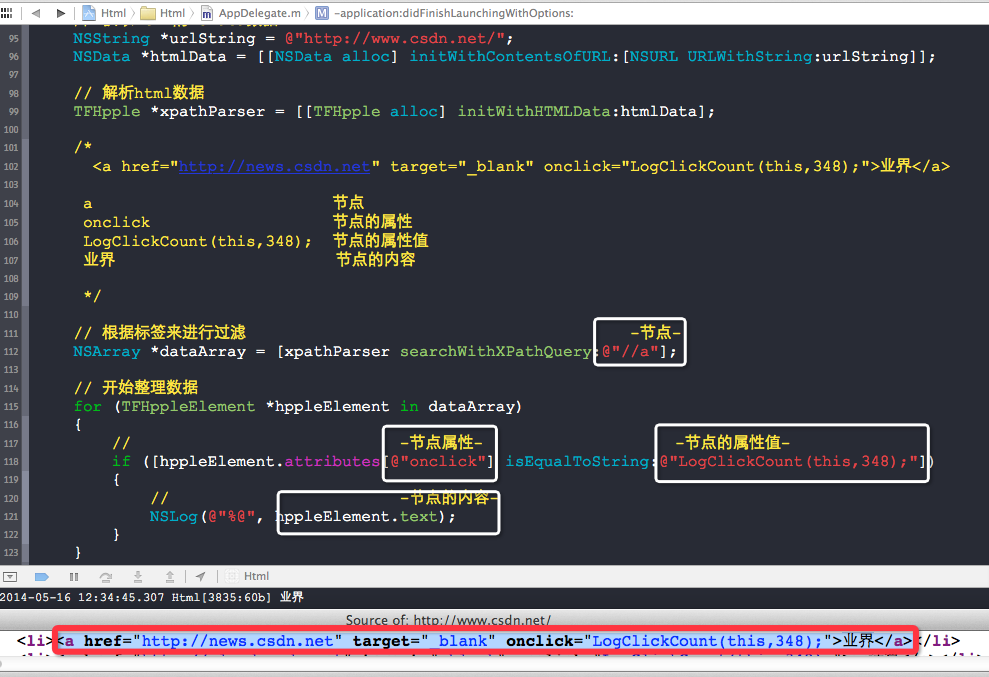 Html
Html
AppDelegate.m
M
-application:didFinishLaunchingWithOptions:
95 NSString *urlString = @"http://www.csdn.net/";
96 NSData *htmlData = [[NSData alloc] initWithContentsOfURL:[NSURL URLWithString:urlString]];
97
98 // 解析html数据
99 TFHpple *xpathParser = [[TFHpple alloc] initWithHTMLData:htmlData];
100
101 /*
102 <a href="http://news.csdn.net" target="_blank" onclick="LogClickCount(this,348);">业界</a>
103
104 a 节点
105 onclick 节点的属性
106 LogClickCount(this,348); 节点的属性值
107 业界 节点的内容
108
109 */
110
111 // 根据标签来进行过滤 -节点-
112 NSArray *dataArray = [xpathParser searchWithXPathQuery:@"//a"];
113
114 // 开始整理数据
115 for (TFHppleElement *hppleElement in dataArray)
116 {
117 // -节点属性- -节点的属性值-
118 if ([hppleElement.attributes[@"onclick"] isEqualToString:@"LogClickCount(this,348);"])
119 {
120 // -节点的内容-
121 NSLog(@"%@", hppleElement.text);
122 }
123 }
Html
2014-05-16 12:34:45.307 Html[3835:60b] 业界
Source of: http://www.csdn.net/
<li><a href="http://news.csdn.net" target="_blank" onclick="LogClickCount(this,348);">业界</a></li>